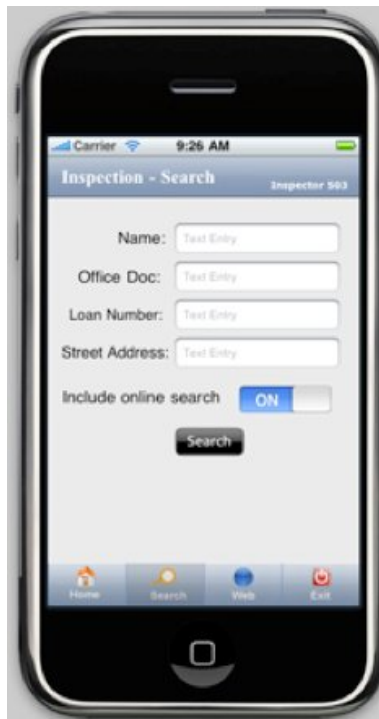 Carrier 9:26 AM
Inspection - Search Inspector 503
Name: Text Entry
Office Doc: Text Entry
Loan Number: Text Entry
Street Address: Text Entry
Include online search ON
Search
Home Search Web Exit